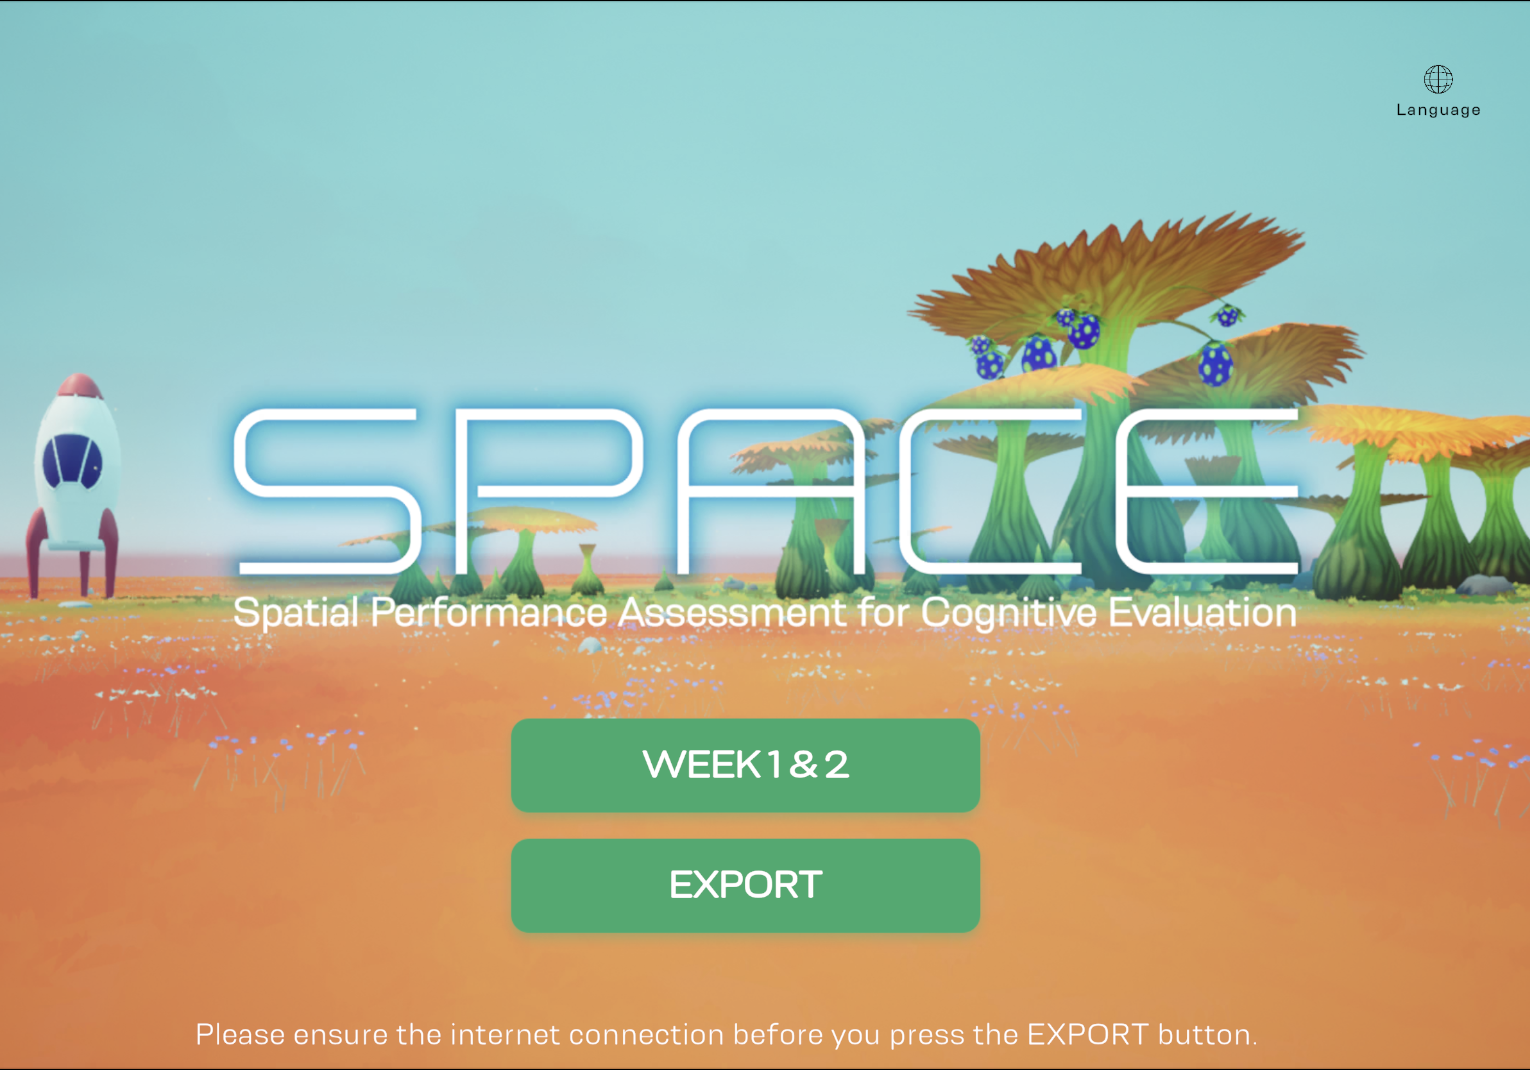 Language
SPACE
Spatial Performance Assessment for Cognitive Evaluation
WEEK 1 & 2
EXPORT
Please ensure the internet connection before you press the EXPORT button.